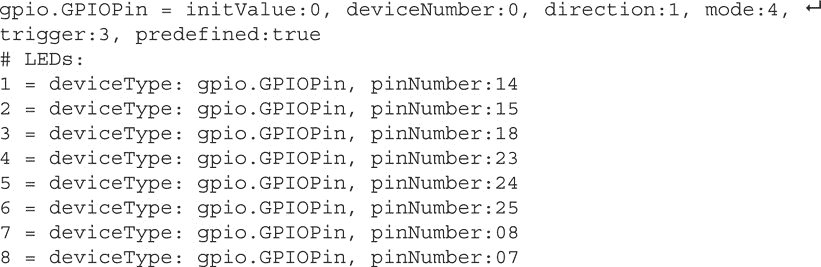 gpio.GPIOPin = initValue:0, deviceNumber:0, direction:1, mode:4, ↵
trigger:3, predefined:true
# LEDs:
1 = deviceType: gpio.GPIOPin, pinNumber:14
2 = deviceType: gpio.GPIOPin, pinNumber:15
3 = deviceType: gpio.GPIOPin, pinNumber:18
4 = deviceType: gpio.GPIOPin, pinNumber:23
5 = deviceType: gpio.GPIOPin, pinNumber:24
6 = deviceType: gpio.GPIOPin, pinNumber:25
7 = deviceType: gpio.GPIOPin, pinNumber:08
8 = deviceType: gpio.GPIOPin, pinNumber:07